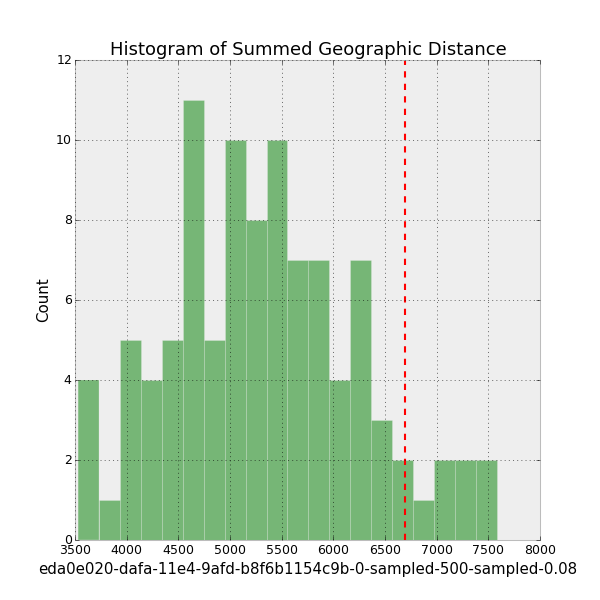 Histogram of Summed Geographic Distance
12
10
8
6
4
2
0
Count
3500 4000 4500 5000 5500 6000 6500 7000 7500 8000
eda0e020-dafa-11e4-9afd-b8f6b1154c9b-0-sampled-500-sampled-0.08